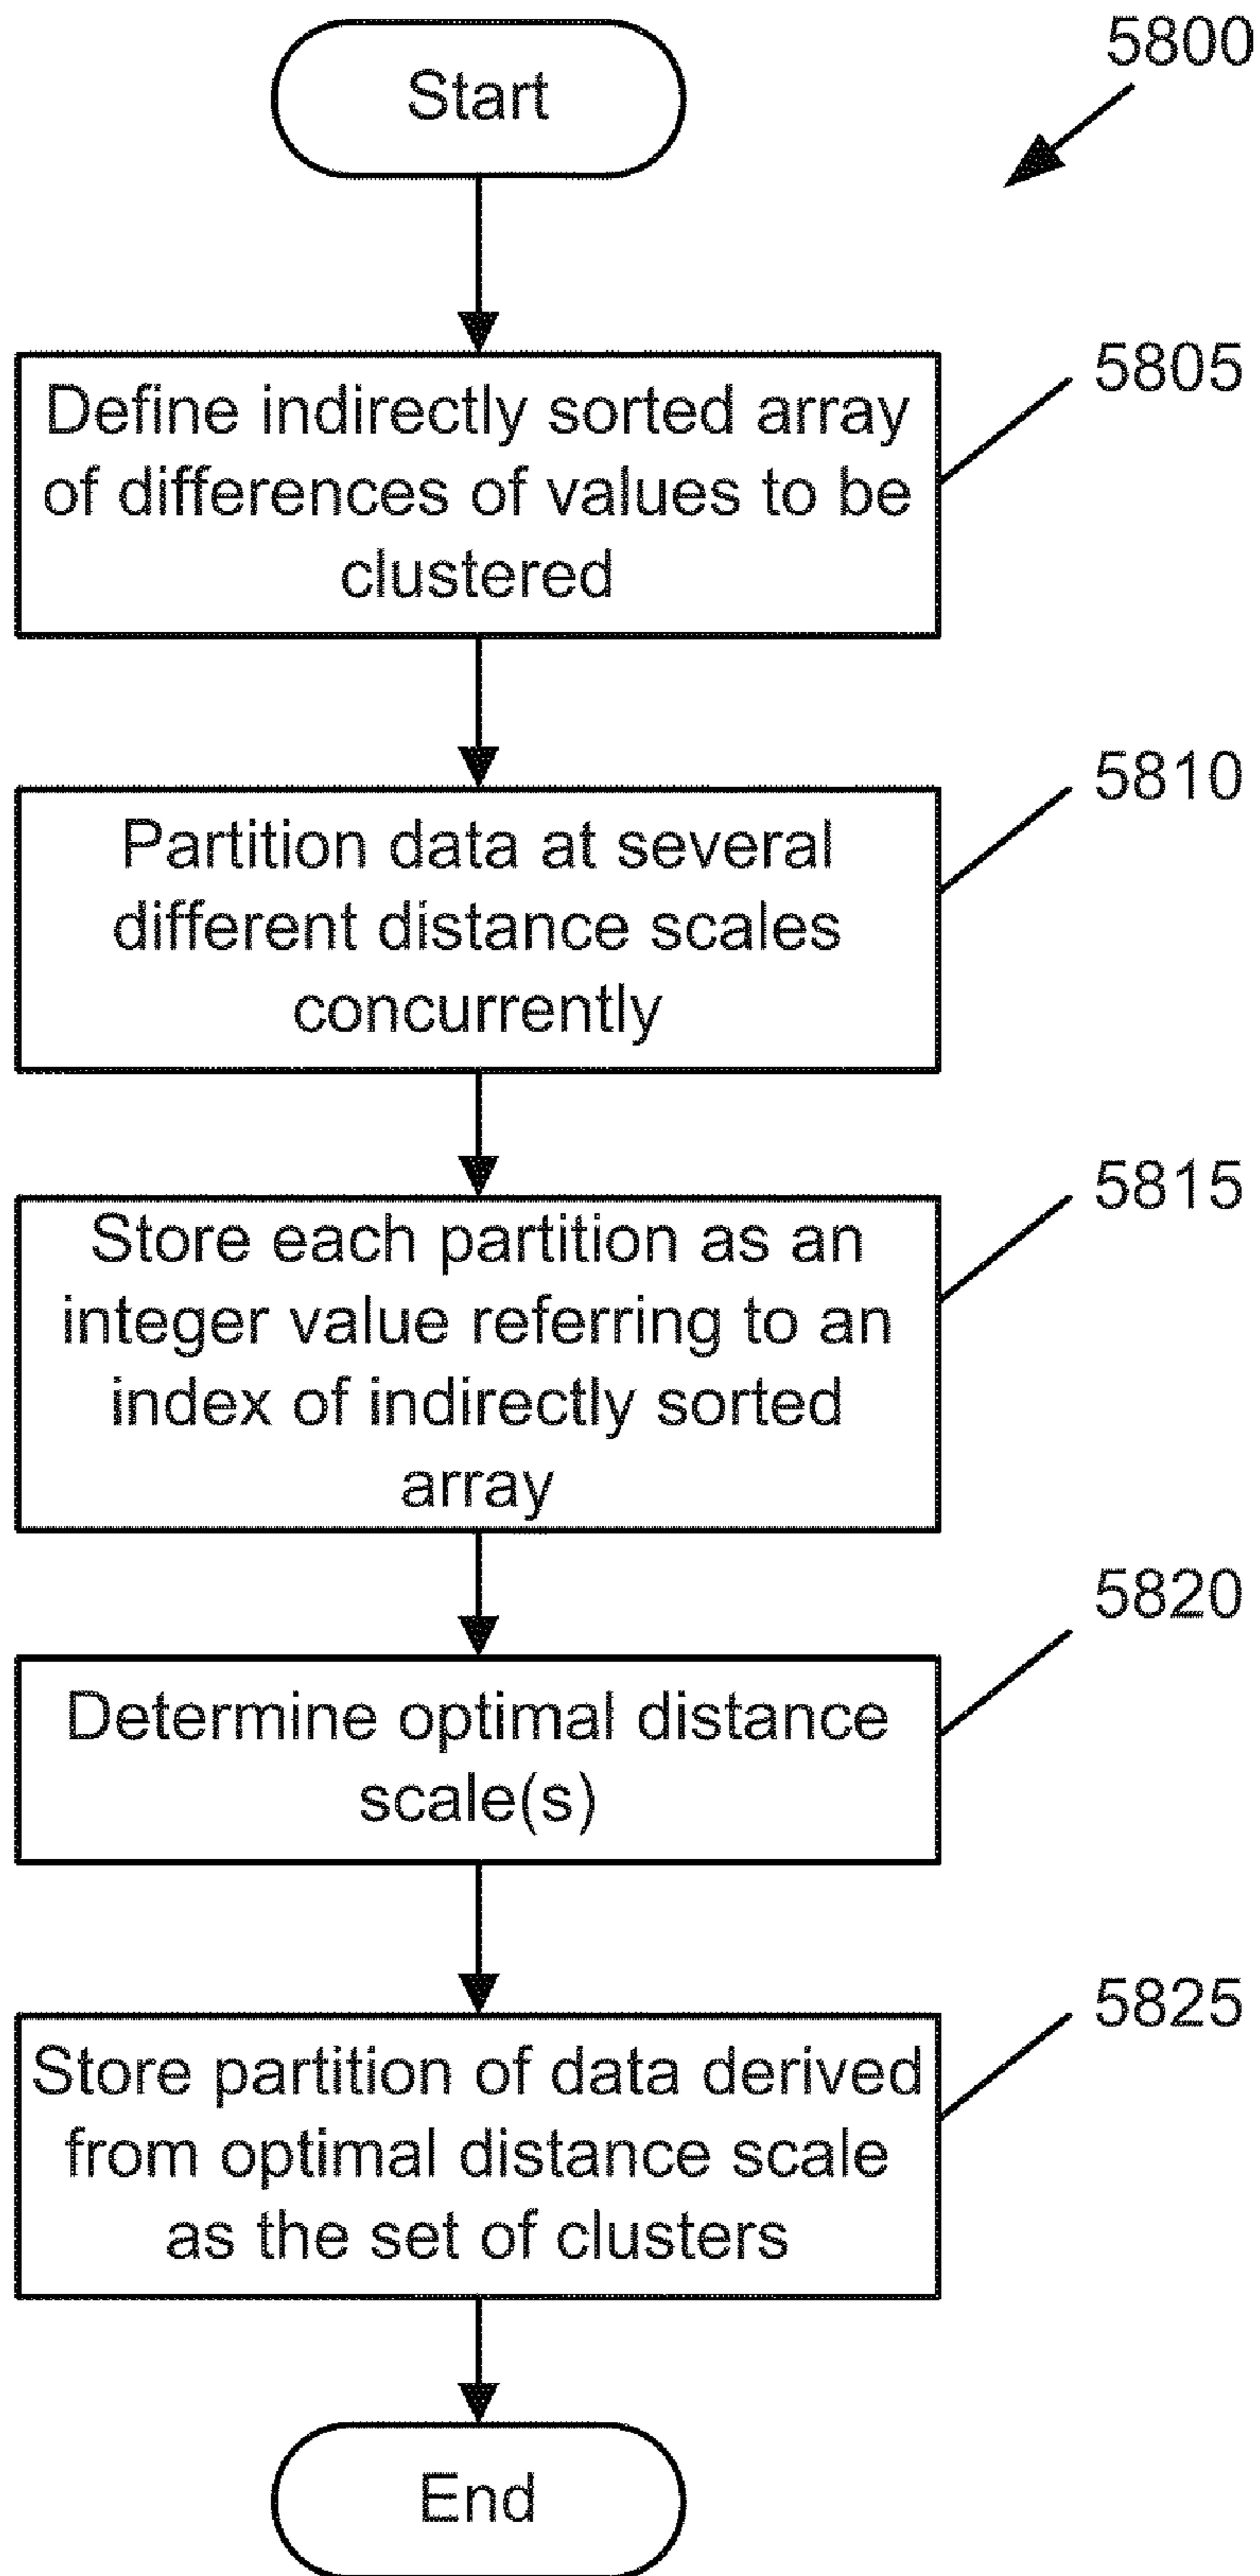 Start
5800
Define indirectly sorted array
of differences of values to be
clustered
5805
Partition data at several
different distance scales
concurrently
5810
Store each partition as an
integer value referring to an
index of indirectly sorted
array
5815
Determine optimal distance
scale(s)
5820
Store partition of data derived
from optimal distance scale
as the set of clusters
5825
End